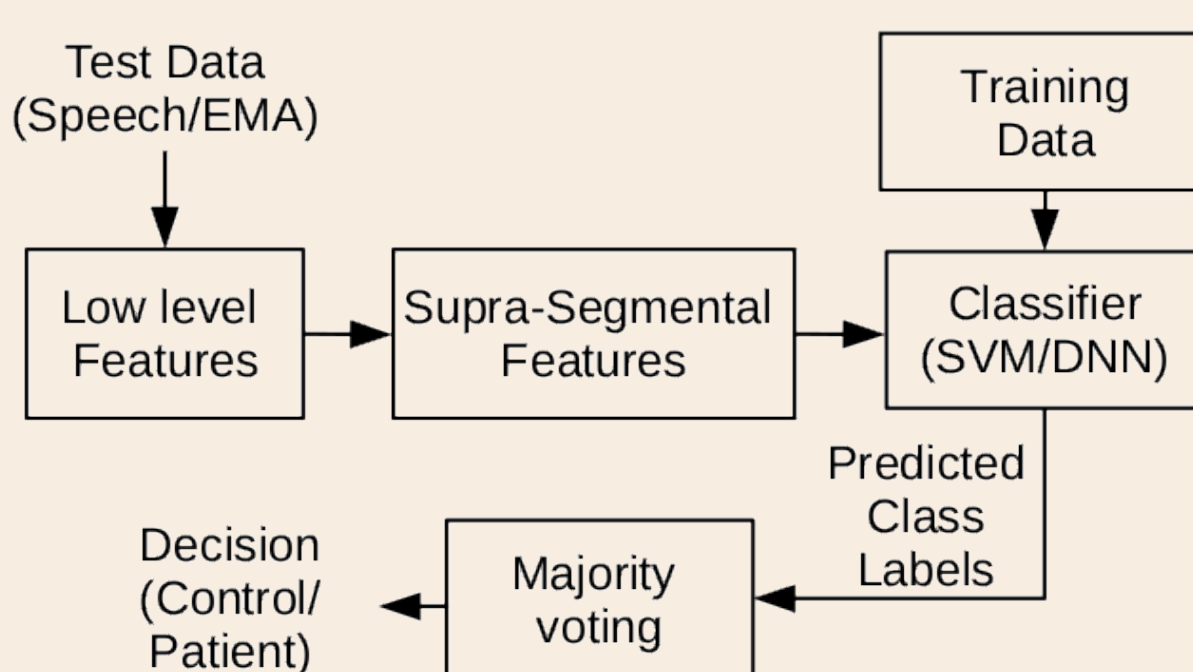 Test Data
(Speech/EMA)
Training
Data
Low level
Features
Supra-Segmental
Features
Classifier
(SVM/DNN)
Predicted
Class
Labels
Majority
voting
Decision
(Control/
Patient)